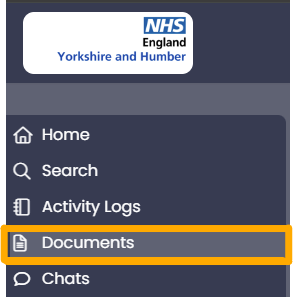 NHS
England
Yorkshire and Humber
Home
Search
Activity Logs
Documents
Chats